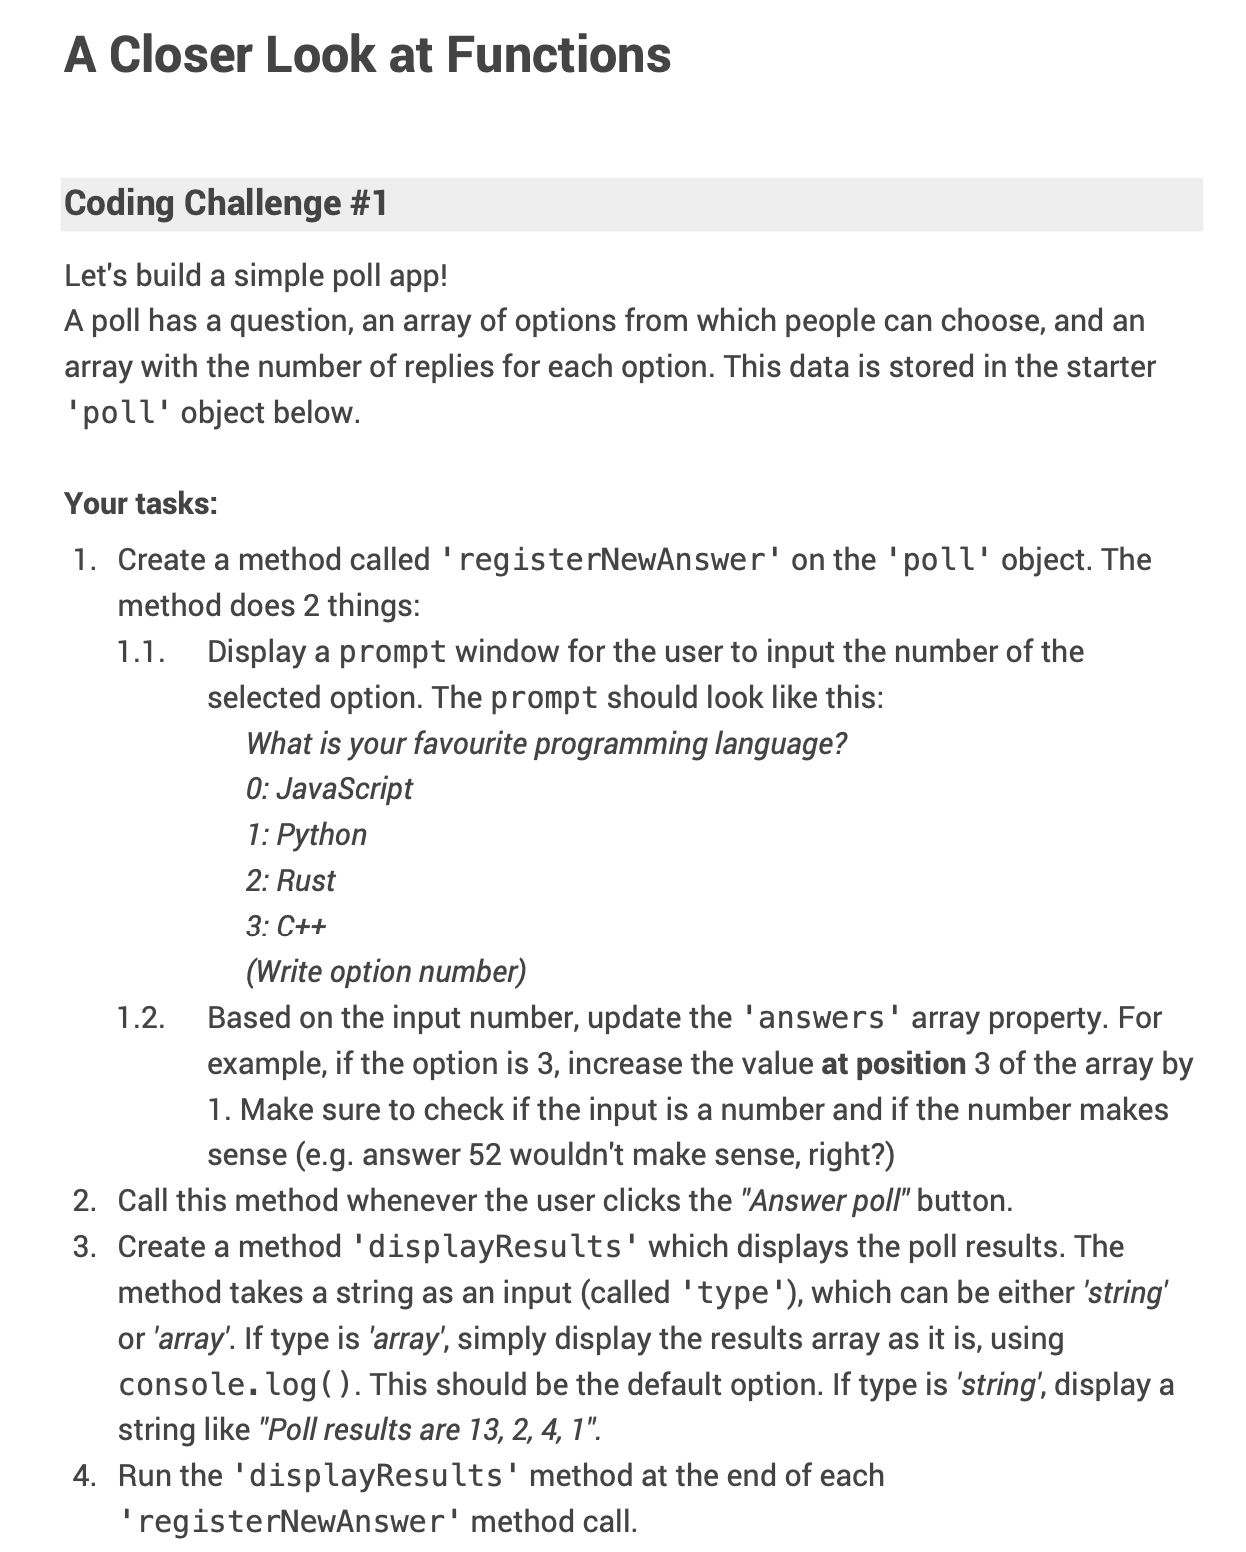 A Closer Look at Functions
Coding Challenge #1
Let's build a simple poll app!
A poll has a question, an array of options from which people can choose, and an
array with the number of replies for each option. This data is stored in the starter
'poll' object below.
Your tasks:
1. Create a method called 'registerNewAnswer' on the 'poll' object. The
method does 2 things:
1.1. Display a prompt window for the user to input the number of the
selected option. The prompt should look like this:
What is your favourite programming language?
0: JavaScript
1: Python
2: Rust
3: C++
(Write option number)
1.2. Based on the input number, update the 'answers' array property. For
example, if the option is 3, increase the value at position 3 of the array by
1. Make sure to check if the input is a number and if the number makes
sense (e.g. answer 52 wouldn't make sense, right?)
2. Call this method whenever the user clicks the "Answer poll" button.
3. Create a method 'displayResults' which displays the poll results. The
method takes a string as an input (called 'type'), which can be either 'string'
or 'array'. If type is 'array', simply display the results array as it is, using
console.log(). This should be the default option. If type is 'string', display a
string like "Poll results are 13, 2, 4, 1".
4. Run the 'displayResults' method at the end of each
'registerNewAnswer' method call.